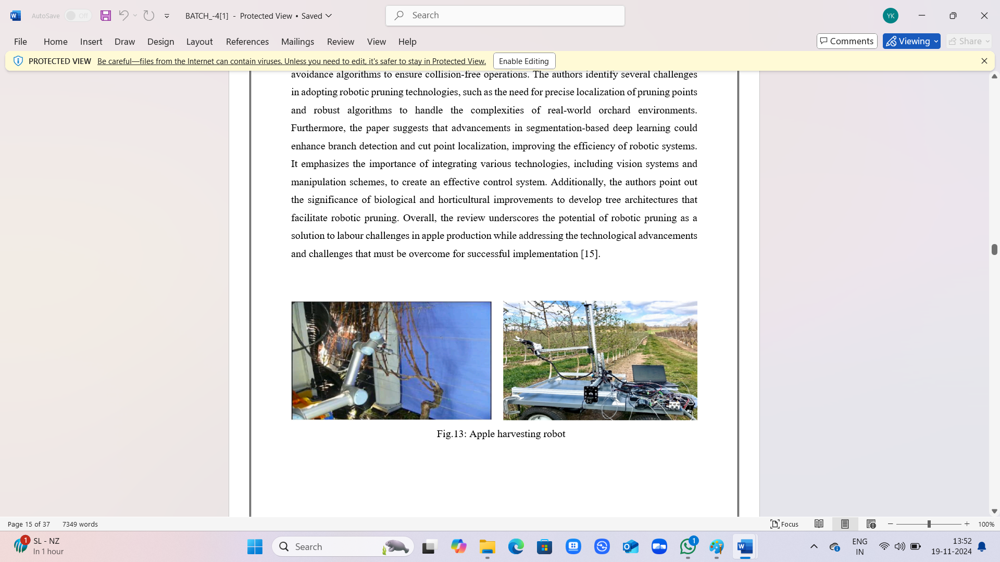 AutoSave Off BATCH_-4[1] - Protected View • Saved Search YK
File Home Insert Draw Design Layout References Mailings Review View Help Comments Viewing Share
PROTECTED VIEW Be careful—files from the Internet can contain viruses. Unless you need to edit, it's safer to stay in Protected View. Enable Editing
avoidance algorithms to ensure collision-free operations. The authors identify several challenges
in adopting robotic pruning technologies, such as the need for precise localization of pruning points
and robust algorithms to handle the complexities of real-world orchard environments.
Furthermore, the paper suggests that advancements in segmentation-based deep learning could
enhance branch detection and cut point localization, improving the efficiency of robotic systems.
It emphasizes the importance of integrating various technologies, including vision systems and
manipulation schemes, to create an effective control system. Additionally, the authors point out
the significance of biological and horticultural improvements to develop tree architectures that
facilitate robotic pruning. Overall, the review underscores the potential of robotic pruning as a
solution to labour challenges in apple production while addressing the technological advancements
and challenges that must be overcome for successful implementation [15].
Fig.13: Apple harvesting robot
Page 15 of 37 7349 words Focus 100%
1 SL - NZ
In 1 hour
Search
1
ENG
IN
13:52
19-11-2024